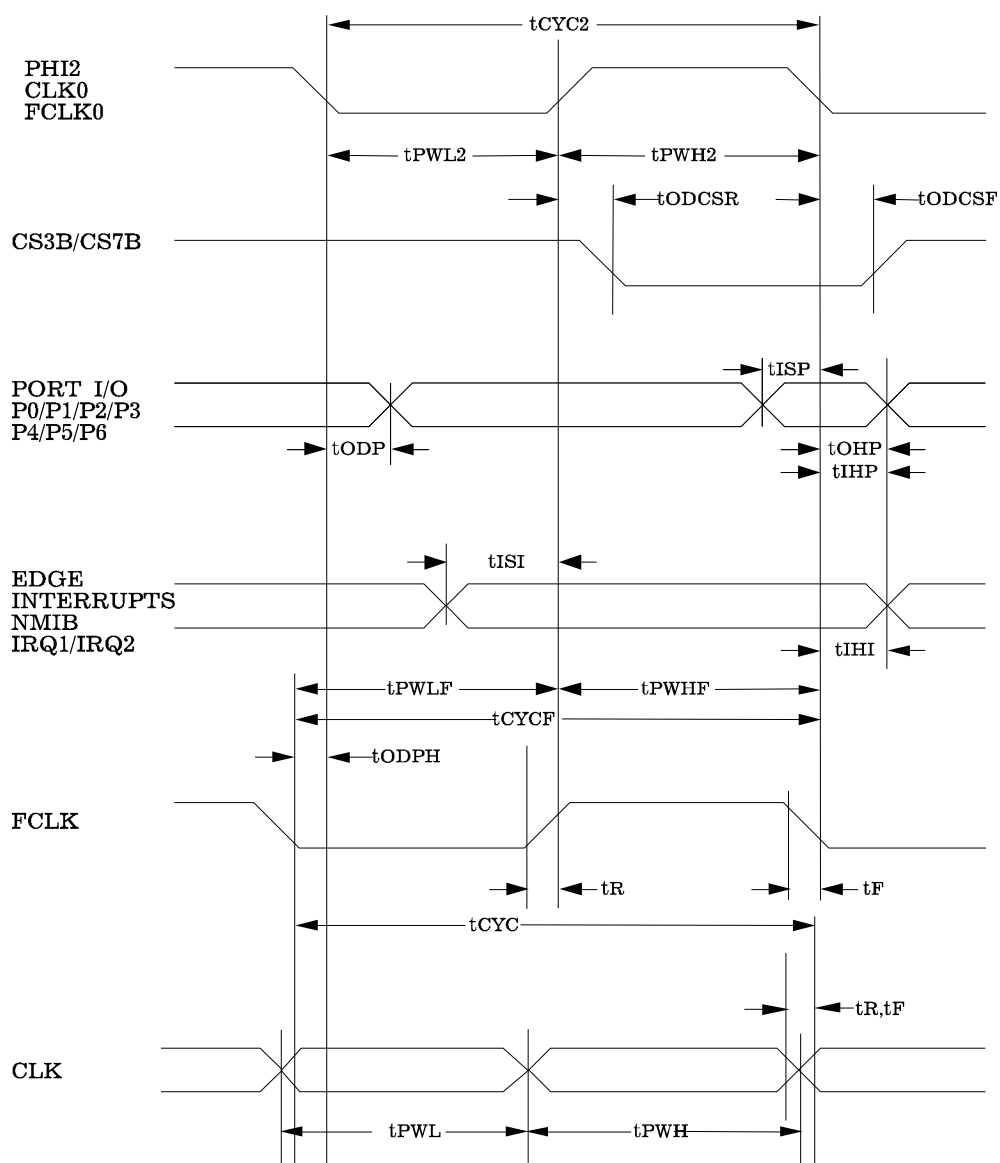 tCYC2
PHI2
CLK0
FCLK0
tPWL2
tPWH2
tODCSR
tODCSF
CS3B/CS7B
tISP
PORT I/O
P0/P1/P2/P3
P4/P5/P6
tODP
tOHP
tIHP
tISI
EDGE
INTERRUPTS
NMIB
IRQ1/IRQ2
tIHI
tPWLF
tPWHF
tCYCF
tODPH
FCLK
tR
tF
tCYC
tR,tF
CLK
tPWL
tPWH